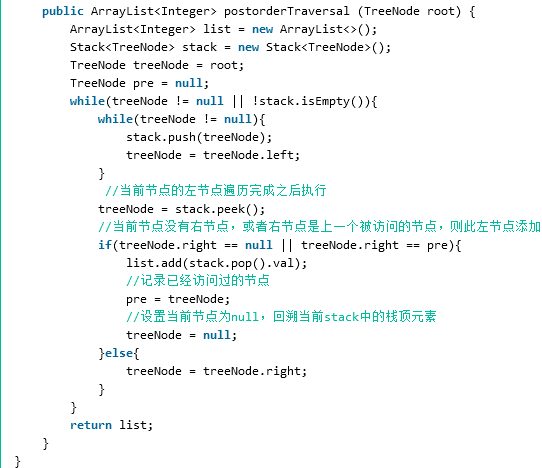 public ArrayList<Integer> postorderTraversal (TreeNode root) {
ArrayList<Integer> list = new ArrayList<>();
Stack<TreeNode> stack = new Stack<TreeNode>();
TreeNode treeNode = root;
TreeNode pre = null;
while(treeNode != null || !stack.isEmpty()){
while(treeNode != null){
stack.push(treeNode);
treeNode = treeNode.left;
}
//当前节点的左节点遍历完成之后执行
treeNode = stack.peek();
//当前节点没有右节点，或者右节点是上一个被访问的节点，则此左节点添加
if(treeNode.right == null || treeNode.right == pre){
list.add(stack.pop().val);
//记录已经访问过的节点
pre = treeNode;
//设置当前节点为null，回溯当前stack中的栈顶元素
treeNode = null;
}else{
treeNode = treeNode.right;
}
}
return list;
}
}